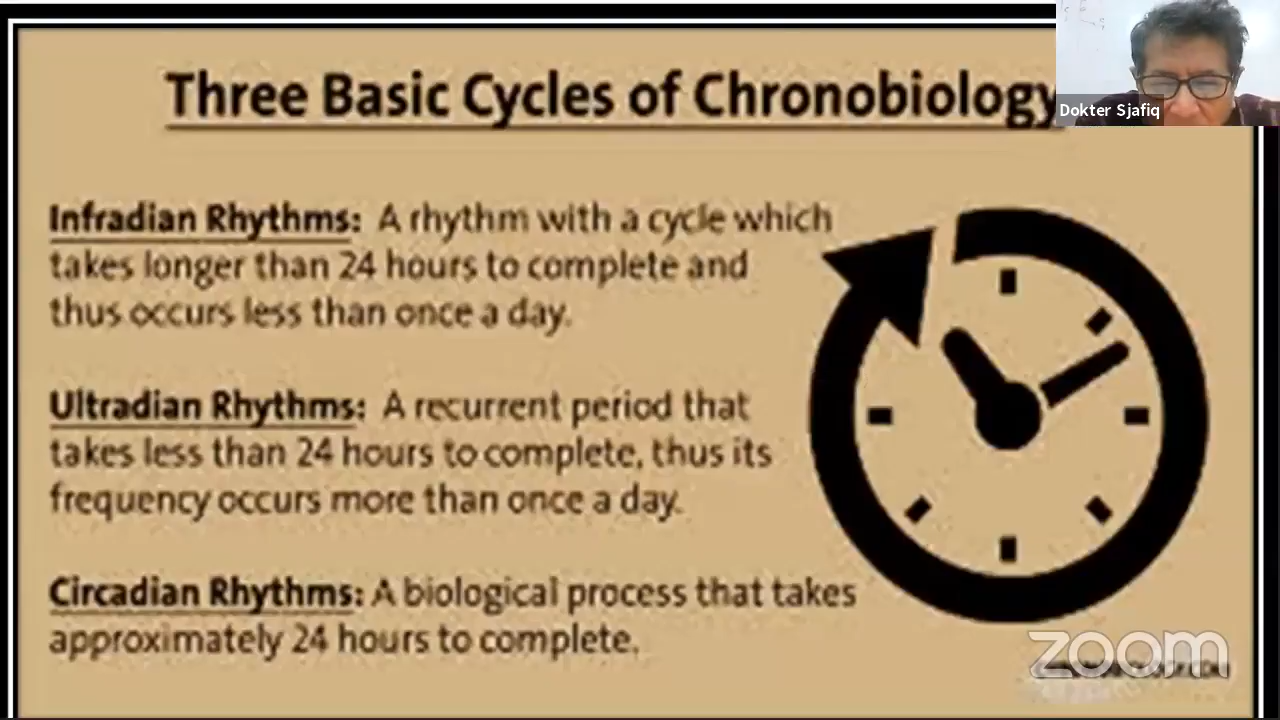 Three Basic Cycles of Chronobiology
Dokter Sjafiq
Infradian Rhythms: A rhythm with a cycle which
takes longer than 24 hours to complete and
thus occurs less than once a day.
Ultradian Rhythms: A recurrent period that
takes less than 24 hours to complete, thus its
frequency occurs more than once a day.
Circadian Rhythms: A biological process that takes
approximately 24 hours to complete.
zoom